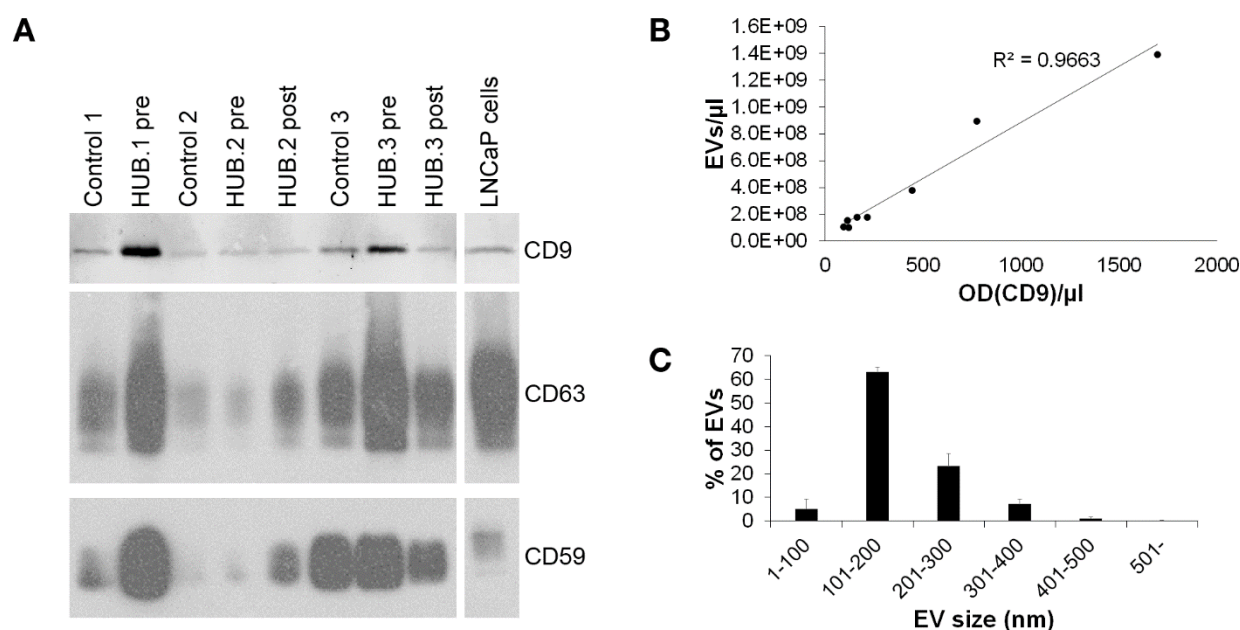 A
Control 1
HUB.1 pre
Control 2
HUB.2 pre
HUB.2 post
Control 3
HUB.3 pre
HUB.3 post
LNCaP cells
CD9
CD63
CD59
B
1.6E+09
1.4E+09
1.2E+09
1.0E+09
8.0E+08
6.0E+08
4.0E+08
2.0E+08
0.0E+00
EVs/µl
R² = 0.9663
0 500 1000 1500 2000
OD(CD9)/µl
C
70
60
50
40
30
20
10
0
% of EVs
1-100
101-200
201-300
301-400
401-500
501-
EV size (nm)